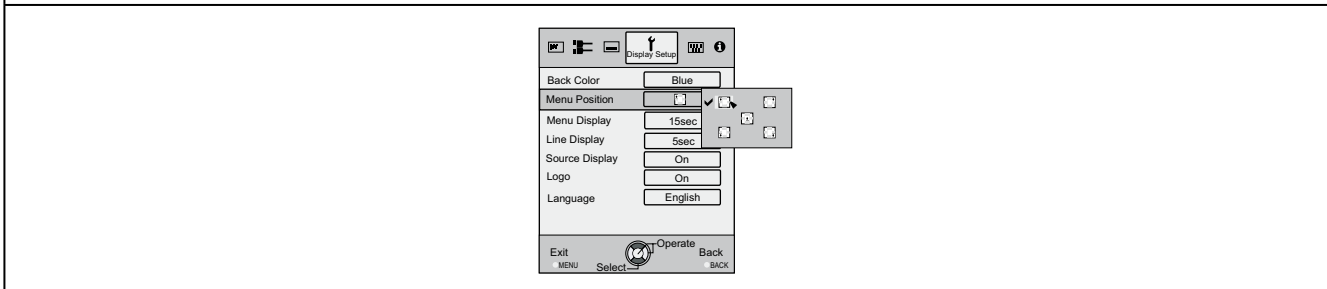 Display Setup
Back Color Blue
Menu Position
Menu Display 15sec
Line Display 5sec
Source Display On
Logo On
Language English
Operate
Exit Back
MENU Select BACK